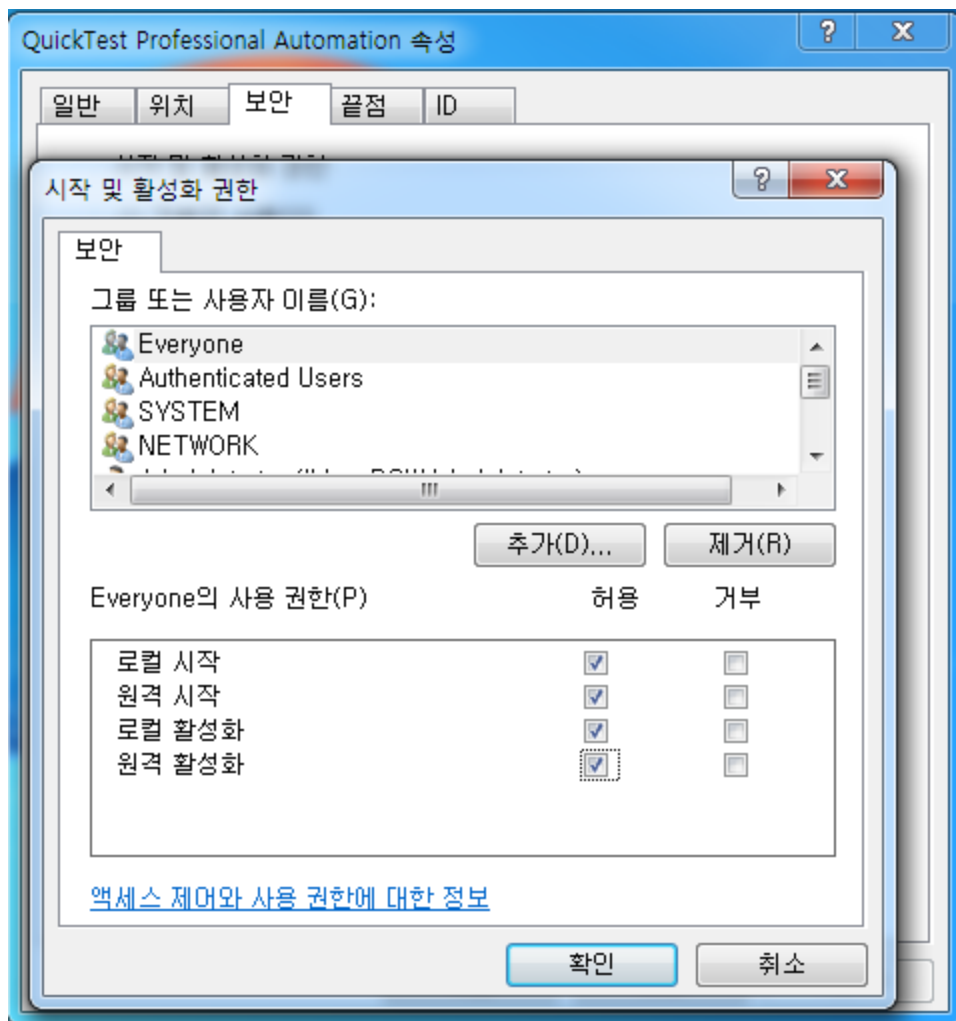 QuickTest Professional Automation 속성
일반 위치 보안 끝점 ID
시작 및 활성화 권한
보안
그룹 또는 사용자 이름(G):
Everyone
Authenticated Users
SYSTEM
NETWORK
추가(D)... 제거(R)
Everyone의 사용 권한(P) 허용 거부
로컬 시작
원격 시작
로컬 활성화
원격 활성화
액세스 제어와 사용 권한에 대한 정보
확인 취소